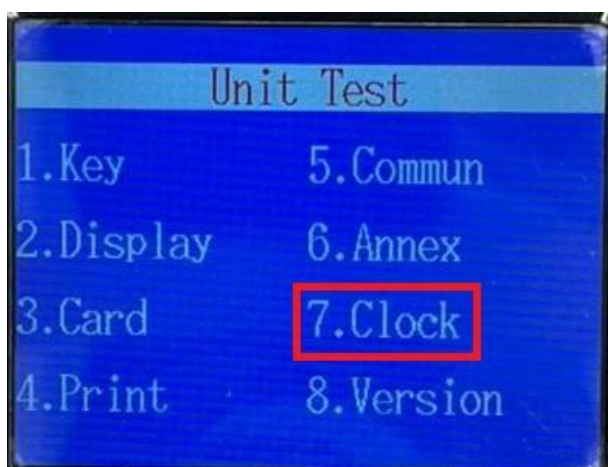 Unit Test
1.Key
5.Commun
2.Display
6.Annex
3.Card
7.Clock
4.Print
8.Version